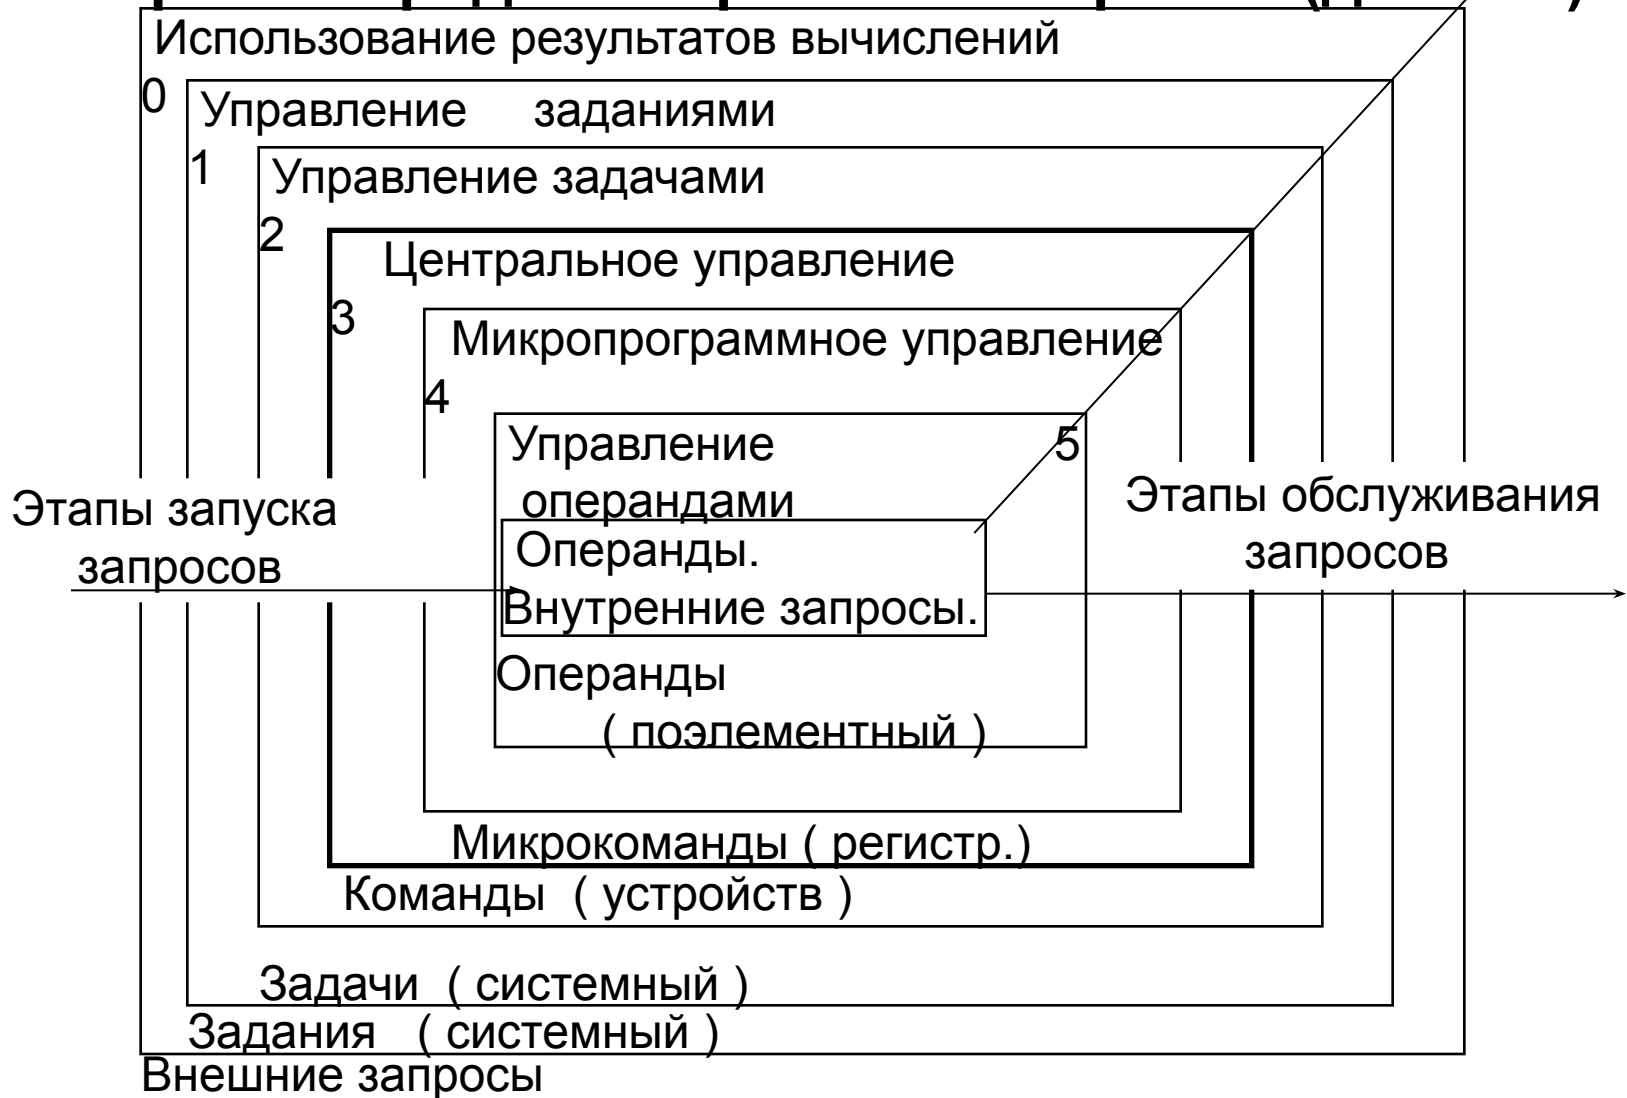 Использование результатов вычислений
0
Управление заданиями
1
Управление задачами
2
Центральное управление
3
Микропрограммное управление
4
Управление
5
операндами
Этапы запуска
запросов
Этапы обслуживания
запросов
Операнды.
Внутренние запросы.
Операнды
( поэлементный )
Микрокоманды ( регистр.)
Команды ( устройств )
Задачи ( системный )
Задания ( системный )
Внешние запросы